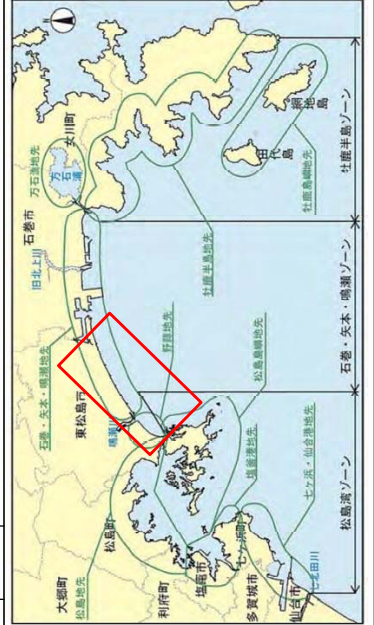 N
女川町
万石浦地先
万石浦
石巻市
旧北上川
網地島
田代島
牡鹿島嶼地先
牡鹿半島ゾーン
牡鹿半島地先
石巻・矢本・鳴瀬地先
東松島市
鳴瀬川
野蒜地先
石巻・矢本・鳴瀬ゾーン
松島島嶼地先
大郷町
松島町
松島地先
利府町
塩竈市
塩釜港地先
七ヶ浜町
七ヶ浜・仙台港地先
多賀城市
仙台市
七北田川
松島湾ゾーン